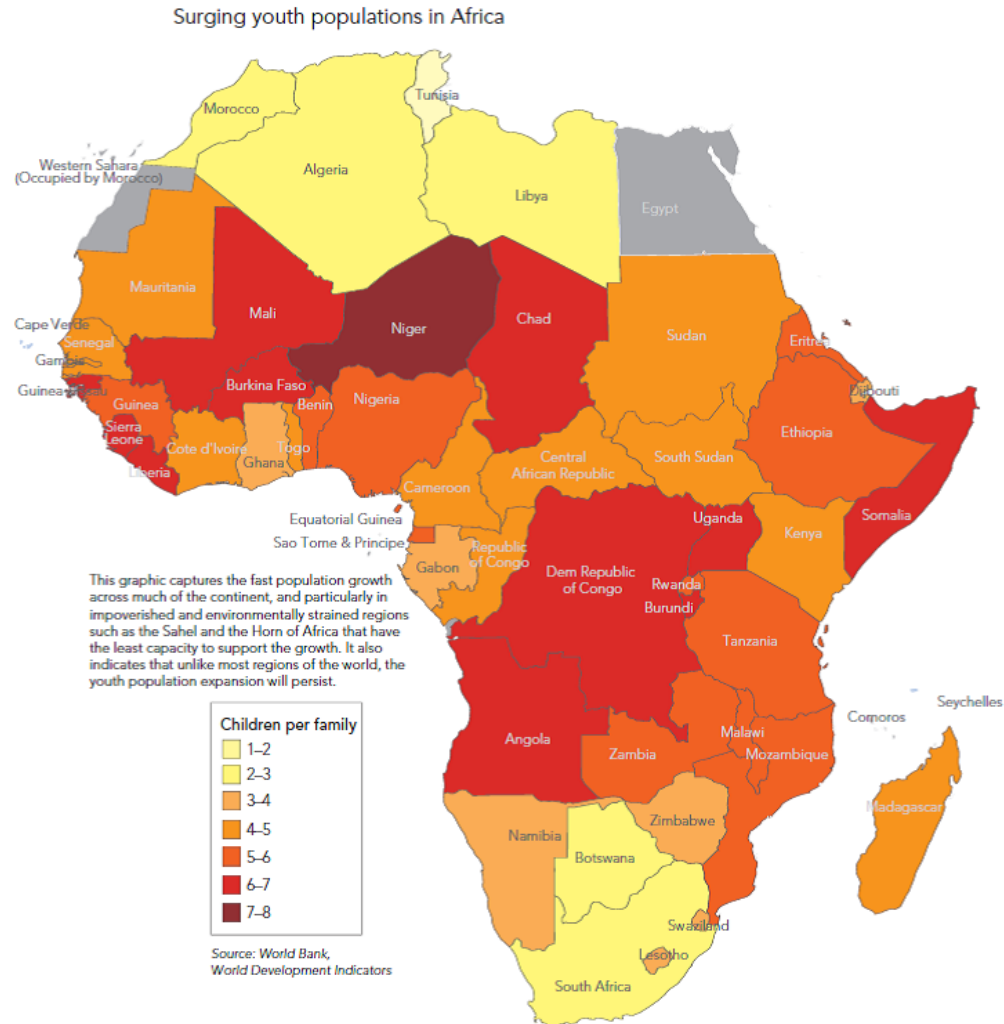 Surging youth populations in Africa
Tunisia
Morocco
Western Sahara
(Occupied by Morocco)
Algeria
Libya
Egypt
Mauritania
Mali
Niger
Chad
Sudan
Cape Verde
Senegal
Gambia
Guinea Bissau
Guinea
Sierra
Leone
Liberia
Burkina Faso
Benin
Nigeria
Cote d'Ivoire
Ghana
Togo
Eritrea
Djibouti
Ethiopia
Somalia
Central
African Republic
South Sudan
Cameroon
Equatorial Guinea
Sao Tome & Principe
Gabon
Republic
of Congo
Dem Republic
of Congo
Uganda
Kenya
Rwanda
Burundi
Tanzania
This graphic captures the fast population growth
across much of the continent, and particularly in
impoverished and environmentally strained regions
such as the Sahel and the Horn of Africa that have
the least capacity to support the growth. It also
indicates that unlike most regions of the world, the
youth population expansion will persist.
Angola
Zambia
Malawi
Mozambique
Comoros
Seychelles
Madagascar
Namibia
Zimbabwe
Botswana
Swaziland
Lesotho
South Africa
Children per family
1–2
2–3
3–4
4–5
5–6
6–7
7–8
Source: World Bank,
World Development Indicators